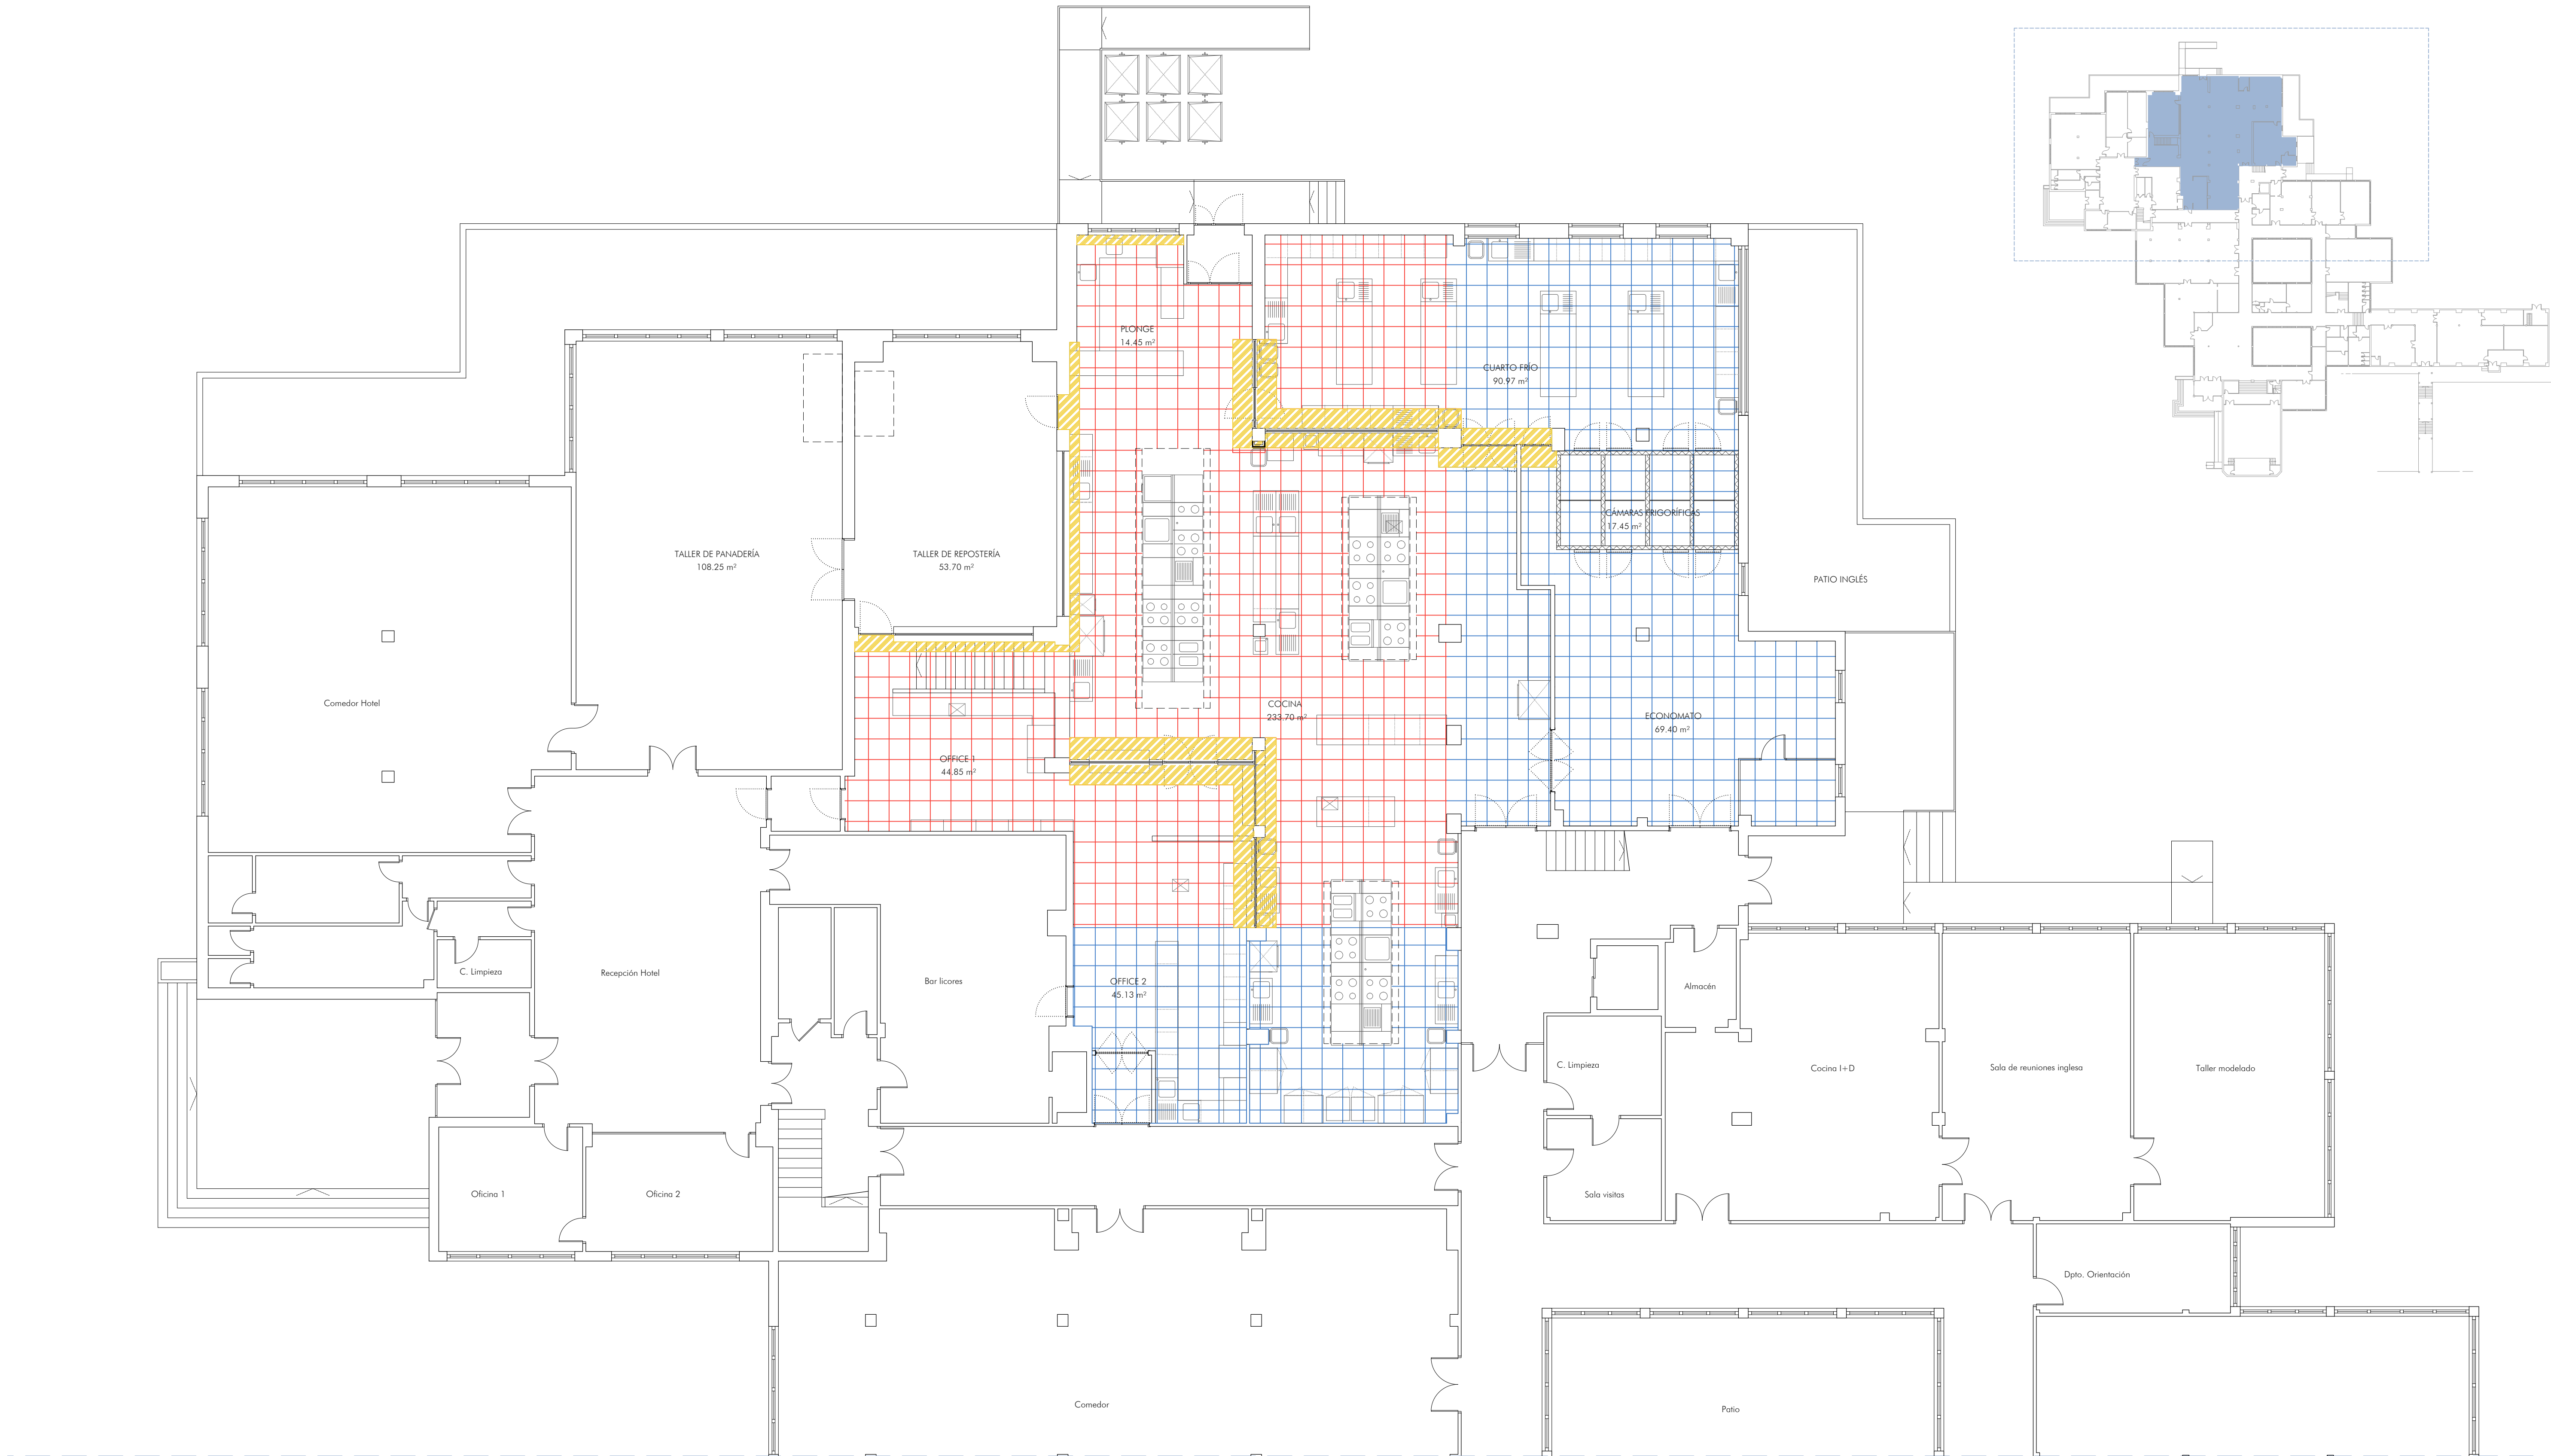 PLONGE
14.45 m²
CUARTO FRÍO
90.97 m²
CÁMARAS FRIGORÍFICAS
17.45 m²
TALLER DE PANADERÍA
108.25 m²
TALLER DE REPOSTERÍA
53.70 m²
PATIO INGLÉS
Comedor Hotel
COCINA
233.70 m²
ECONOMATO
69.40 m²
OFFICE 1
44.85 m²
C. Limpieza
Recepción Hotel
Bar licores
OFFICE 2
45.13 m²
Almacén
C. Limpieza
Cocina I+D
Sala de reuniones inglesa
Taller modelado
Oficina 1
Oficina 2
Sala visitas
Dpto. Orientación
Comedor
Patio